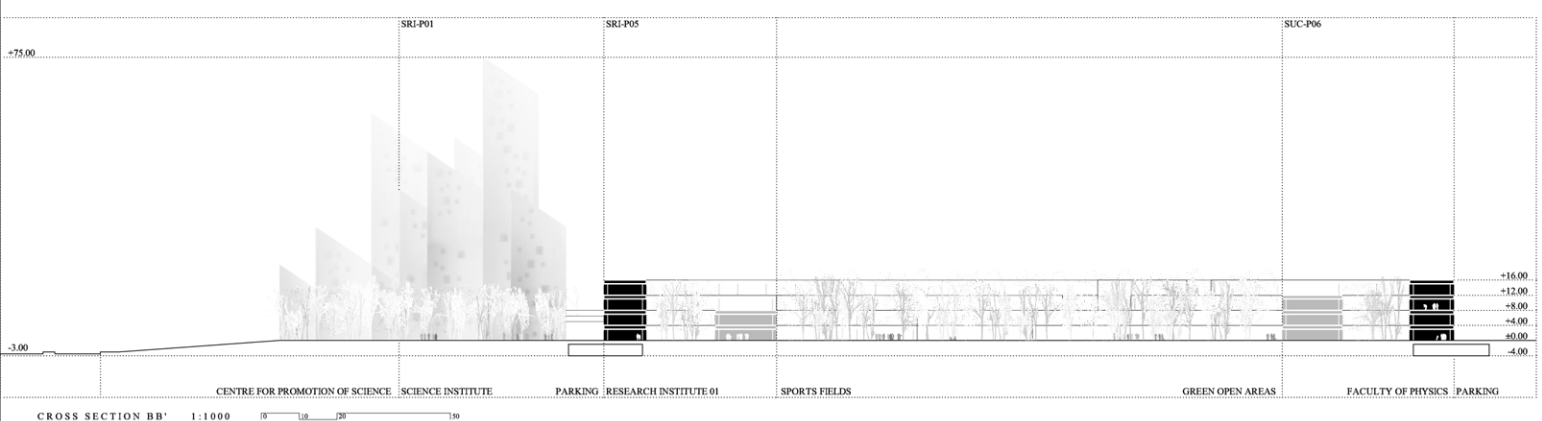 SRI-P01 SRI-P05 SUC-P06
+75.00
+16.00
+12.00
+8.00
+4.00
±0.00
-3.00
-4.00
CENTRE FOR PROMOTION OF SCIENCE SCIENCE INSTITUTE PARKING RESEARCH INSTITUTE 01 SPORTS FIELDS GREEN OPEN AREAS FACULTY OF PHYSICS PARKING
CROSS SECTION BB' 1:1000 0 10 20 50